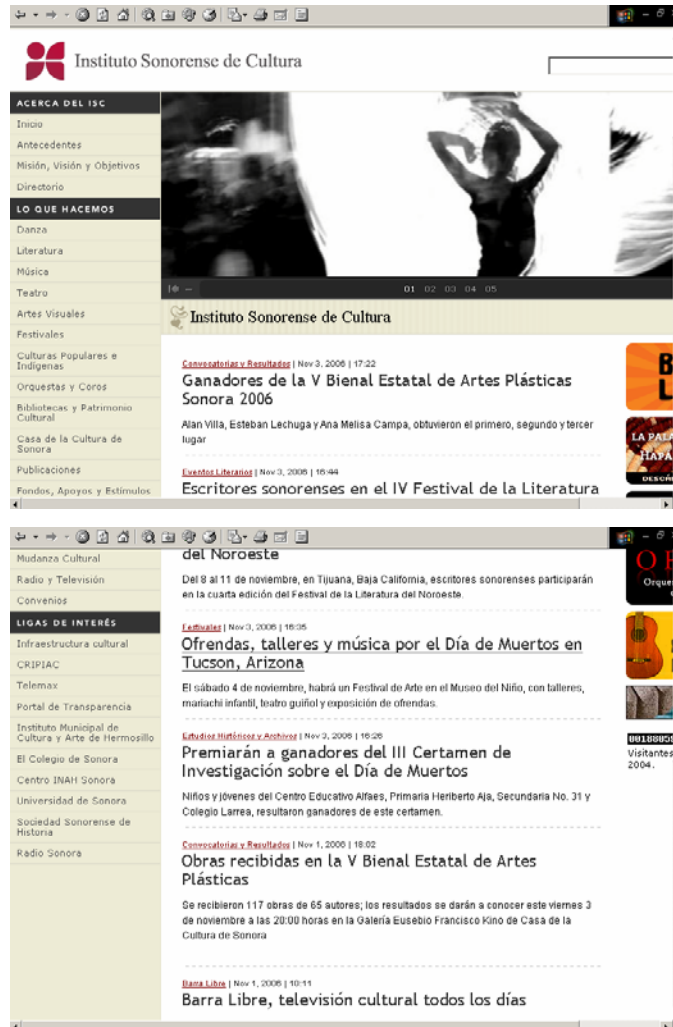 Instituto Sonorense de Cultura
ACERCA DEL ISC
Inicio
Antecedentes
Misión, Visión y Objetivos
Directorio
LO QUE HACEMOS
Danza
Literatura
Música
Teatro
Artes Visuales
Festivales
Culturas Populares e
Indígenas
Orquestas y Coros
Bibliotecas y Patrimonio
Cultural
Casa de la Cultura de
Sonora
Publicaciones
Fondos, Apoyos y Estímulos
01 02 03 04 05
Instituto Sonorense de Cultura
Convocatorias y Resultados | Nov 3, 2006 | 17:22
Ganadores de la V Bienal Estatal de Artes Plásticas
Sonora 2006
Alan Villa, Esteban Lechuga y Ana Melisa Campa, obtuvieron el primero, segundo y tercer
lugar
Eventos Literarios | Nov 3, 2006 | 16:44
Escritores sonorenses en el IV Festival de la Literatura
B
L
LA PALA
HAPA
Mudanza Cultural
Radio y Televisión
Convenios
LIGAS DE INTERÉS
Infraestructura cultural
CRIPIAC
Telemax
Portal de Transparencia
Instituto Municipal de
Cultura y Arte de Hermosillo
El Colegio de Sonora
Centro INAH Sonora
Universidad de Sonora
Sociedad Sonorense de
Historia
Radio Sonora
del Noroeste
Del 8 al 11 de noviembre, en Tijuana, Baja California, escritores sonorenses participarán
en la cuarta edición del Festival de la Literatura del Noroeste.
Festivales | Nov 3, 2006 | 16:35
Ofrendas, talleres y música por el Día de Muertos en
Tucson, Arizona
El sábado 4 de noviembre, habrá un Festival de Arte en el Museo del Niño, con talleres,
mariachi infantil, teatro guiñol y exposición de ofrendas.
Estudios Históricos y Archivos | Nov 3, 2006 | 16:26
Premiarán a ganadores del III Certamen de
Investigación sobre el Día de Muertos
Niños y jóvenes del Centro Educativo Alfaes, Primaria Heriberto Aja, Secundaria No. 31 y
Colegio Larrea, resultaron ganadores de este certamen.
Convocatorias y Resultados | Nov 1, 2006 | 18:02
Obras recibidas en la V Bienal Estatal de Artes
Plásticas
Se recibieron 117 obras de 65 autores; los resultados se darán a conocer este viernes 3
de noviembre a las 20:00 horas en la Galería Eusebio Francisco Kino de Casa de la
Cultura de Sonora
Barra Libre | Nov 1, 2006 | 10:11
Barra Libre, televisión cultural todos los días
Orque
Visitantes
2004.